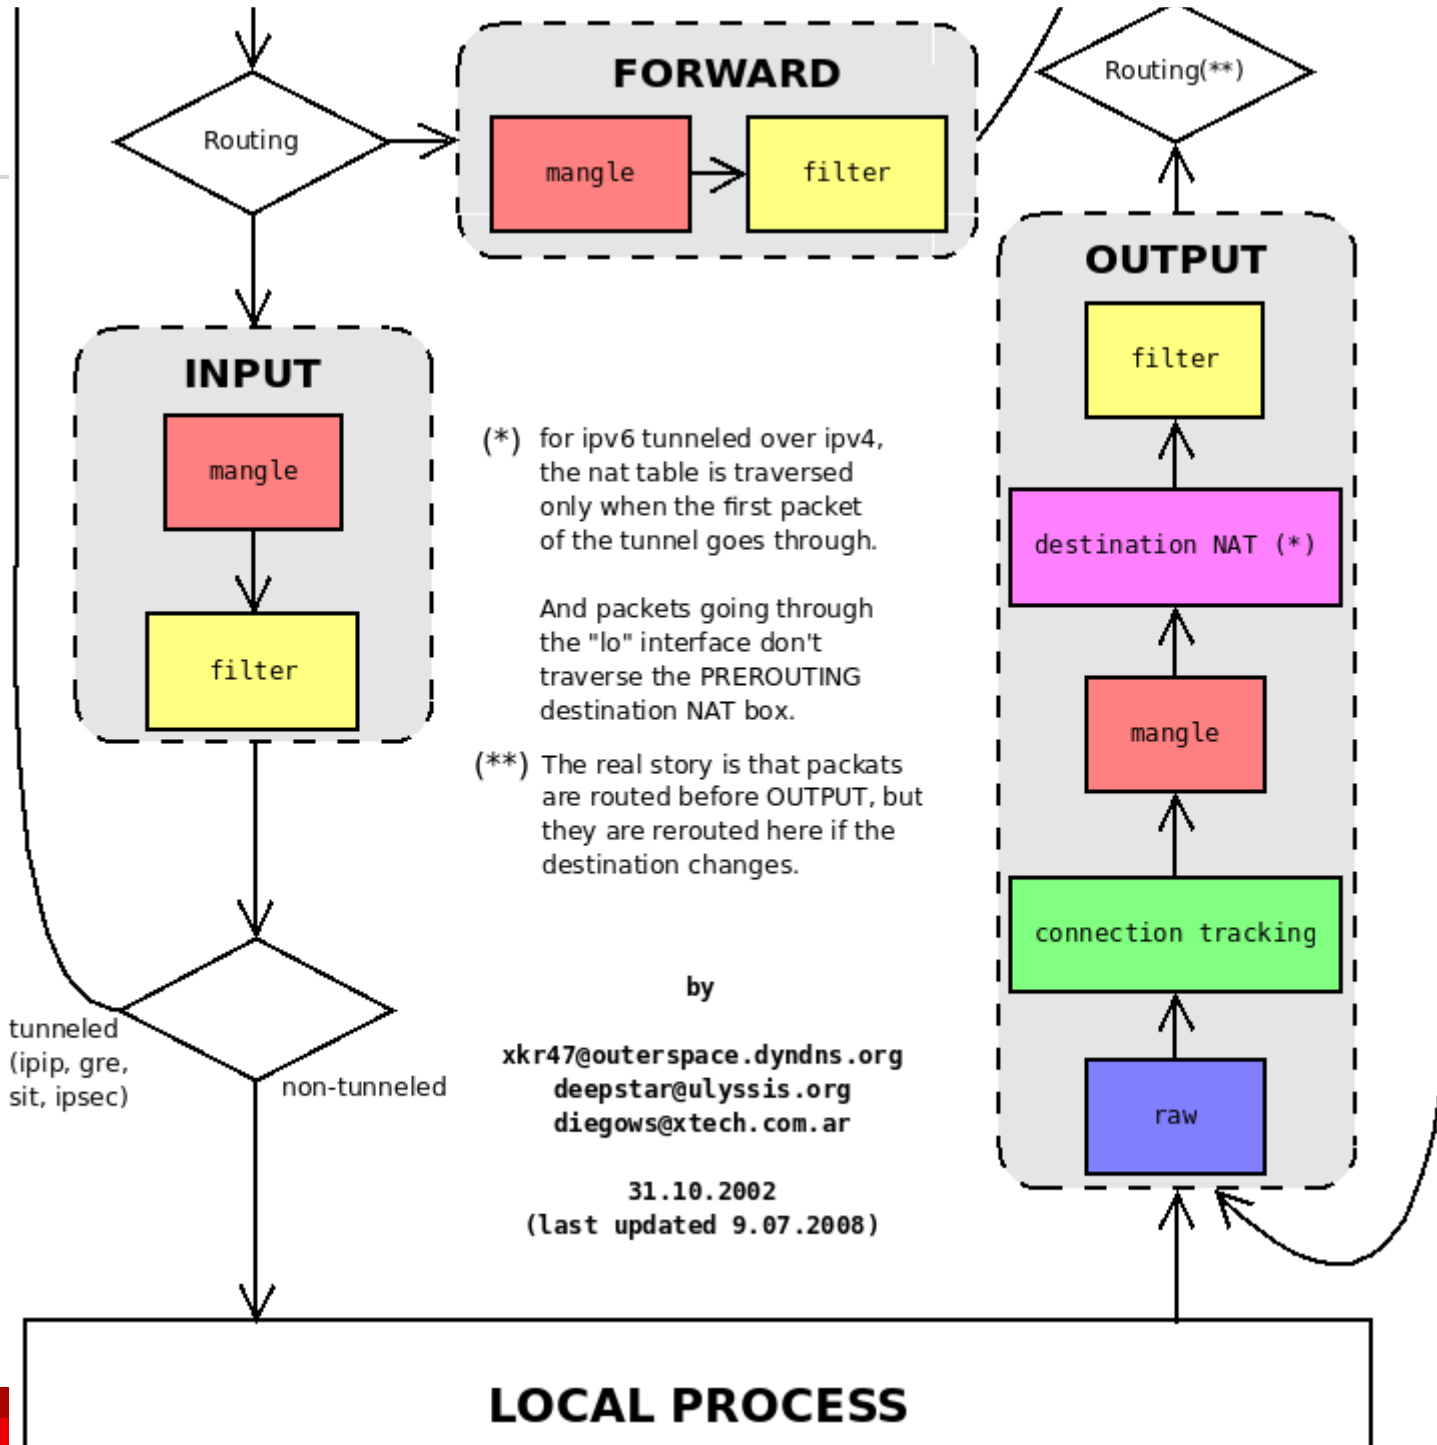 FORWARD
Routing(**)
Routing
mangle
filter
OUTPUT
filter
INPUT
mangle
(*) for ipv6 tunneled over ipv4,
the nat table is traversed
only when the first packet
of the tunnel goes through.
destination NAT (*)
And packets going through
the "lo" interface don't
traverse the PREROUTING
destination NAT box.
filter
mangle
(**) The real story is that packats
are routed before OUTPUT, but
they are rerouted here if the
destination changes.
connection tracking
by
xkr47@outerspace.dyndns.org
deepstar@ulyssis.org
diegows@xtech.com.ar
tunneled
(ipip, gre,
sit, ipsec)
non-tunneled
raw
31.10.2002
(last updated 9.07.2008)
LOCAL PROCESS